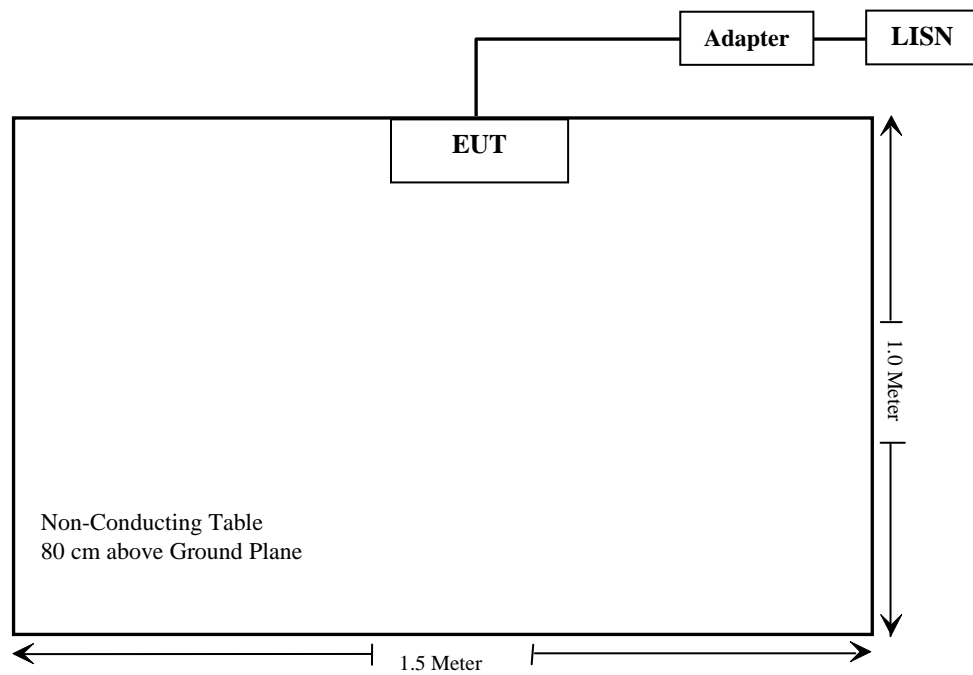 Adapter
LISN
EUT
1.0 Meter
Non-Conducting Table
80 cm above Ground Plane
1.5 Meter